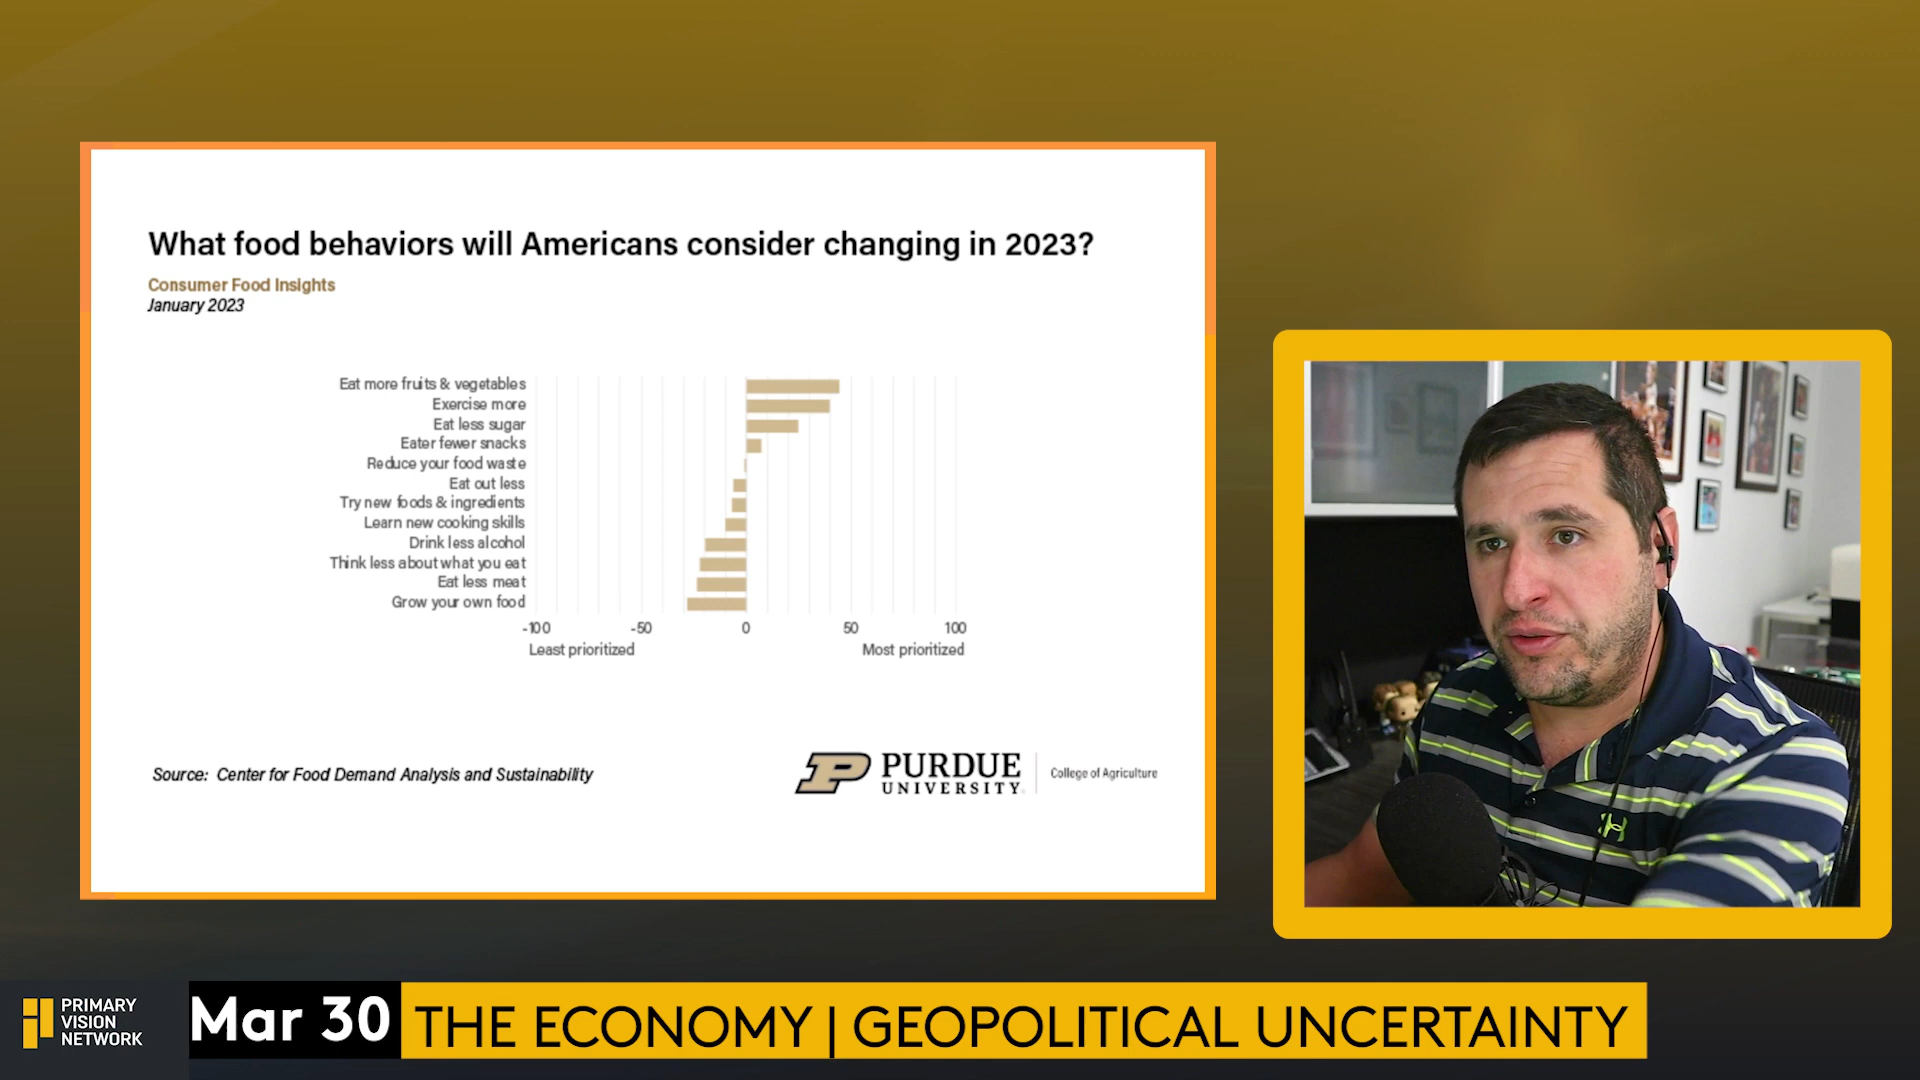 What food behaviors will Americans consider changing in 2023?
Consumer Food Insights
January 2023
Eat more fruits & vegetables
Exercise more
Eat less sugar
Eater fewer snacks
Reduce your food waste
Eat out less
Try new foods & ingredients
Learn new cooking skills
Drink less alcohol
Think less about what you eat
Eat less meat
Grow your own food
-100 -50 0 50 100
Least prioritized Most prioritized
Source: Center for Food Demand Analysis and Sustainability
PURDUE
UNIVERSITY
College of Agriculture
PRIMARY
VISION
NETWORK
Mar 30
THE ECONOMY | GEOPOLITICAL UNCERTAINTY